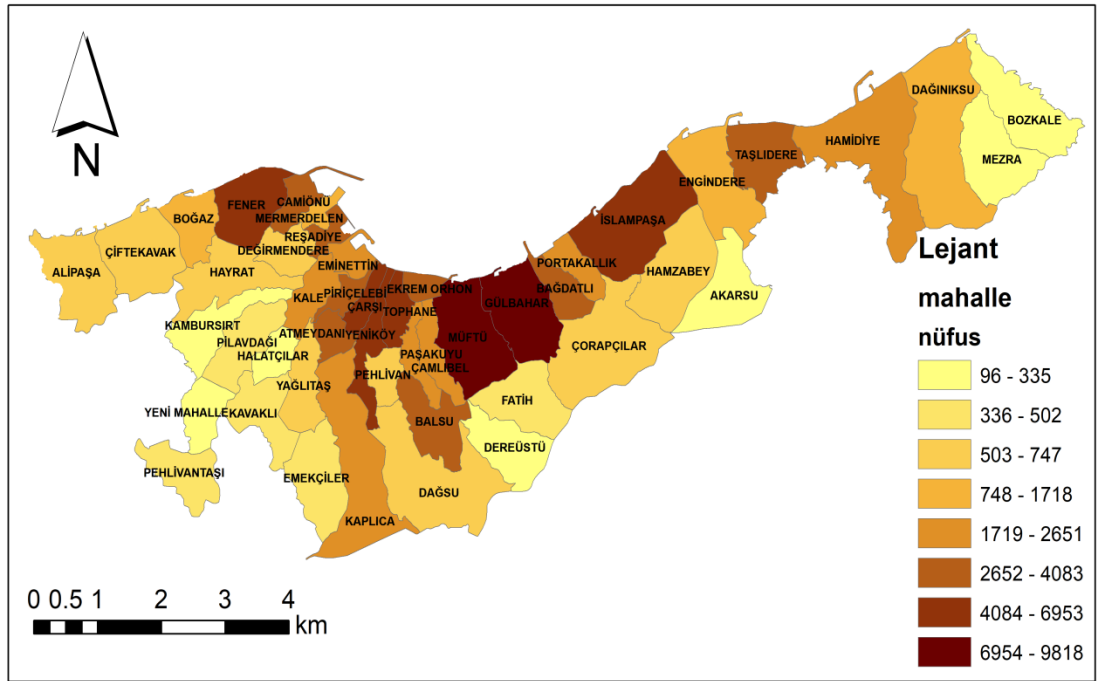 N
DAĞINIKSU
BOZKALE
HAMİDİYE
TAŞLIDERE
MEZRA
ENGİNDERE
CAMİÖNÜ
FENER
BOĞAZ
MERMERDELEN
İSLAMPAŞA
REŞADİYE
DEĞİRMENDERE
ÇİFTEKAVAK
PORTAKALLIK
EMİNETTİN
ALİPAŞA
HAYRAT
HAMZABEY
BAĞDATLI
EKREM ORHON
PİRİÇELEBİ
KALE
GÜLBAHAR
AKARSU
ÇARŞI
TOPHANE
KAMBURSIRT
ATMEYDANI
YENİKÖY
MÜFTÜ
PİLAVDAĞI
ÇORAPÇILAR
HALATÇILAR
PAŞAKUYU
ÇAMLIBEL
PEHLİVAN
YAĞLITAŞ
FATİH
YENİ MAHALLE
KAVAKLI
BALSU
DEREÜSTÜ
PEHLİVANTAŞI
EMEKÇİLER
DAĞSU
KAPLICA
Lejant
mahalle
nüfus
96 - 335
336 - 502
503 - 747
748 - 1718
1719 - 2651
2652 - 4083
4084 - 6953
6954 - 9818
0 0.5 1 2 3 4
km